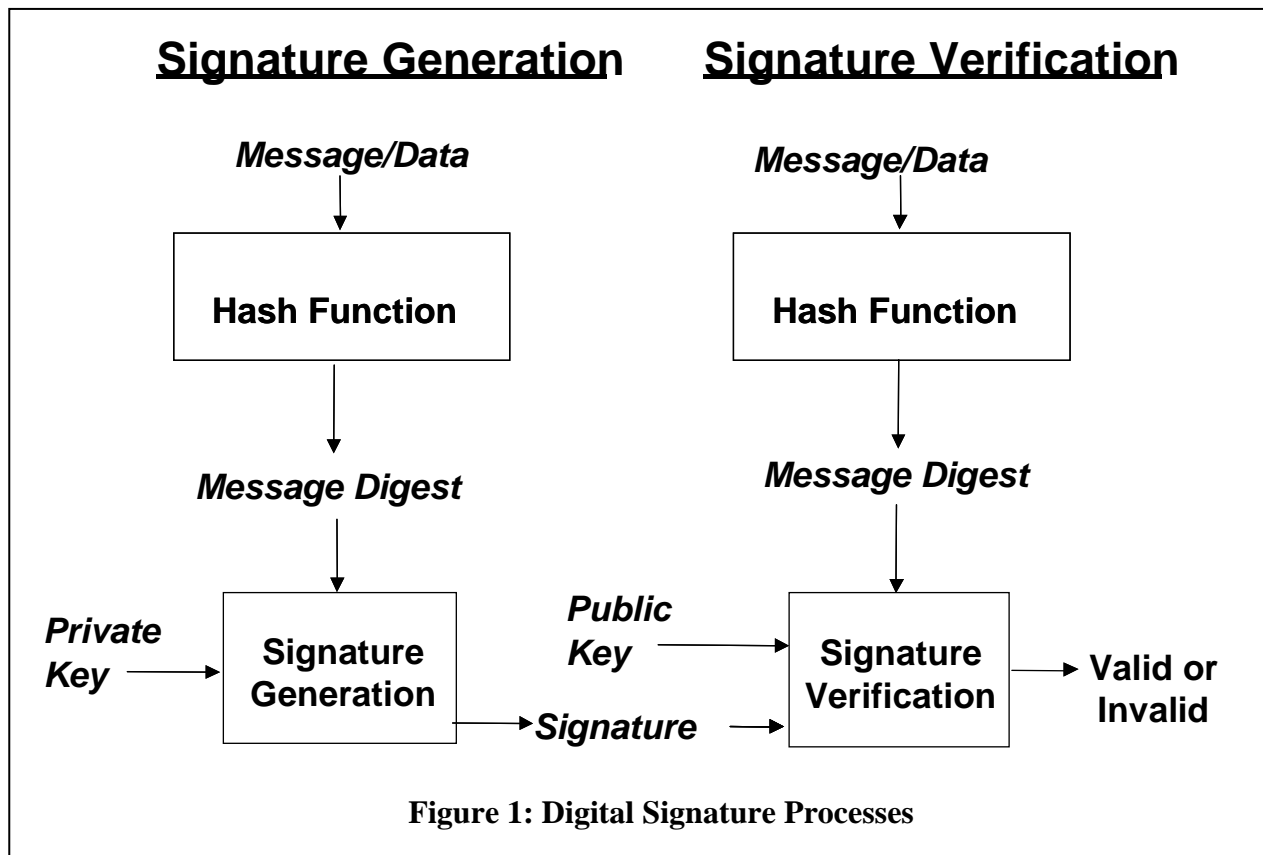 Signature Generation
Signature Verification
Message/Data
Message/Data
Hash Function
Hash Function
Message Digest
Message Digest
Private
Key
Signature
Generation
Public
Key
Signature
Verification
Valid or
Invalid
Signature
Figure 1: Digital Signature Processes